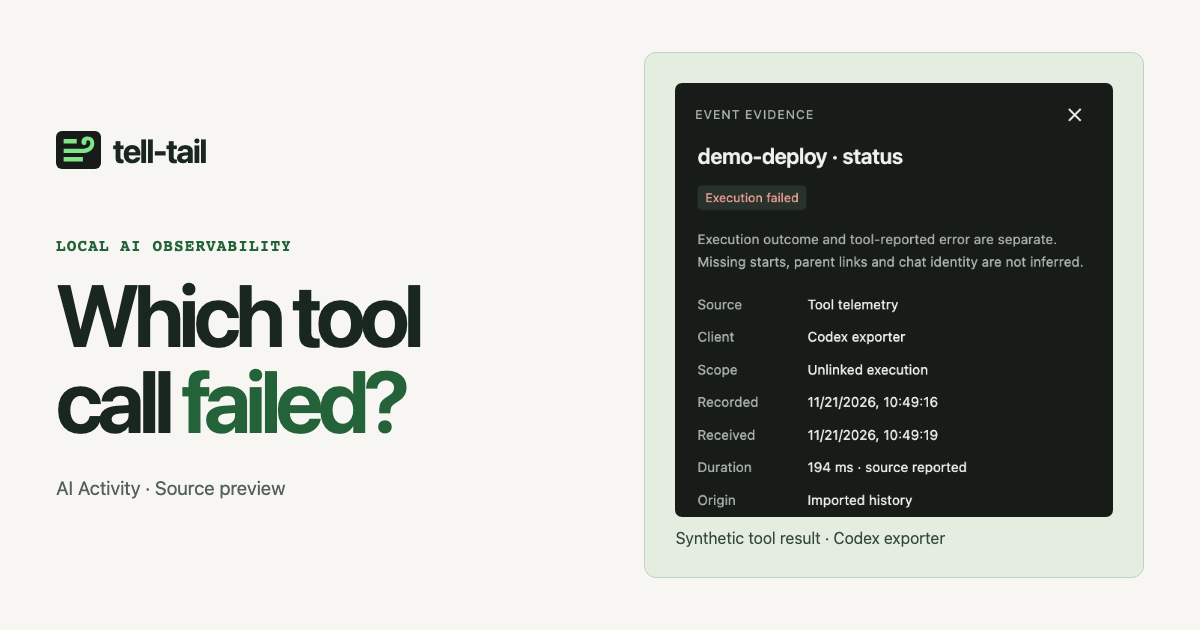 tell-tail
LOCAL AI OBSERVABILITY
Which tool
call failed?
AI Activity · Source preview
EVENT EVIDENCE
demo-deploy · status
Execution failed
Execution outcome and tool-reported error are separate.
Missing starts, parent links and chat identity are not inferred.
Source Tool telemetry
Client Codex exporter
Scope Unlinked execution
Recorded 11/21/2026, 10:49:16
Received 11/21/2026, 10:49:19
Duration 194 ms · source reported
Origin Imported history
Synthetic tool result · Codex exporter